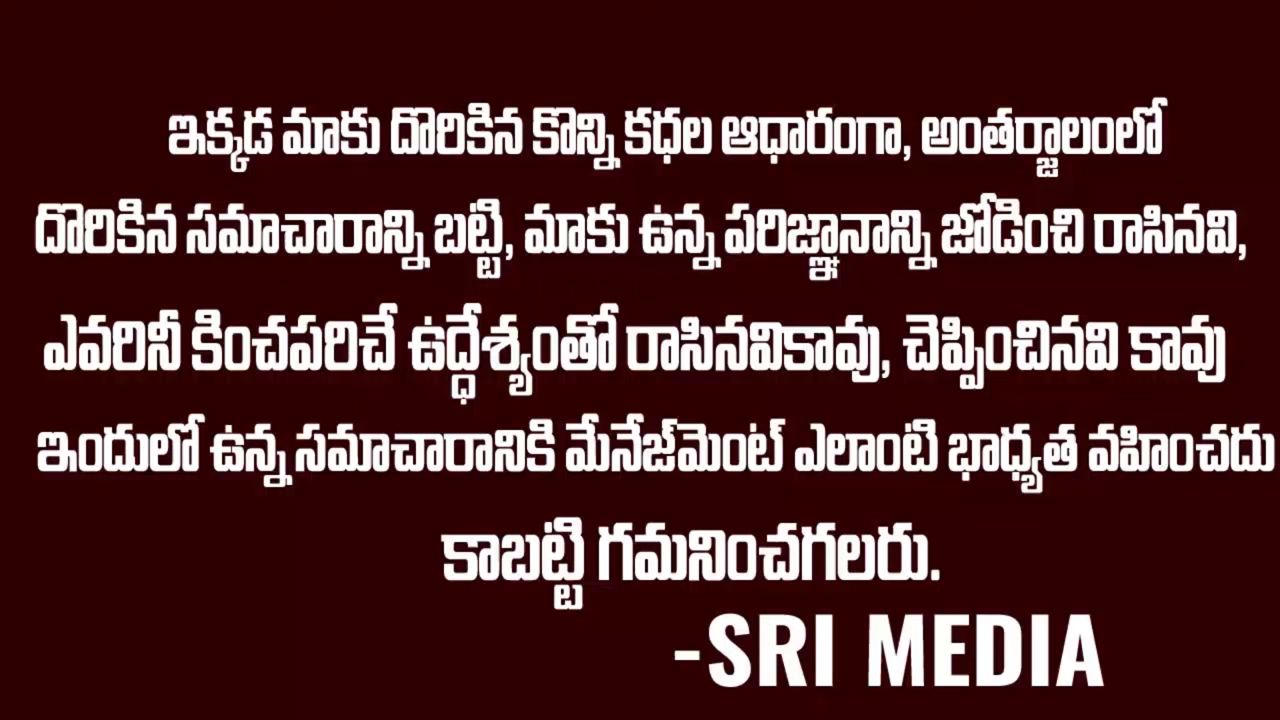 ఇక్కడ మాకు దొరికిన కొన్ని కధల ఆధారంగా, అంతర్జాలంలో
దొరికిన సమాచారాన్ని బట్టి, మాకు ఉన్న పరిజ్ఞానాన్ని జోడించి రాసినవి,
ఎవరినీ కించపరిచే ఉద్ధేశ్యంతో రాసినవికావు, చెప్పించినవి కావు
ఇందులో ఉన్న సమాచారానికి మేనేజ్‌మెంట్ ఎలాంటి భాధ్యత వహించదు
కాబట్టి గమనించగలరు.
-SRI MEDIA